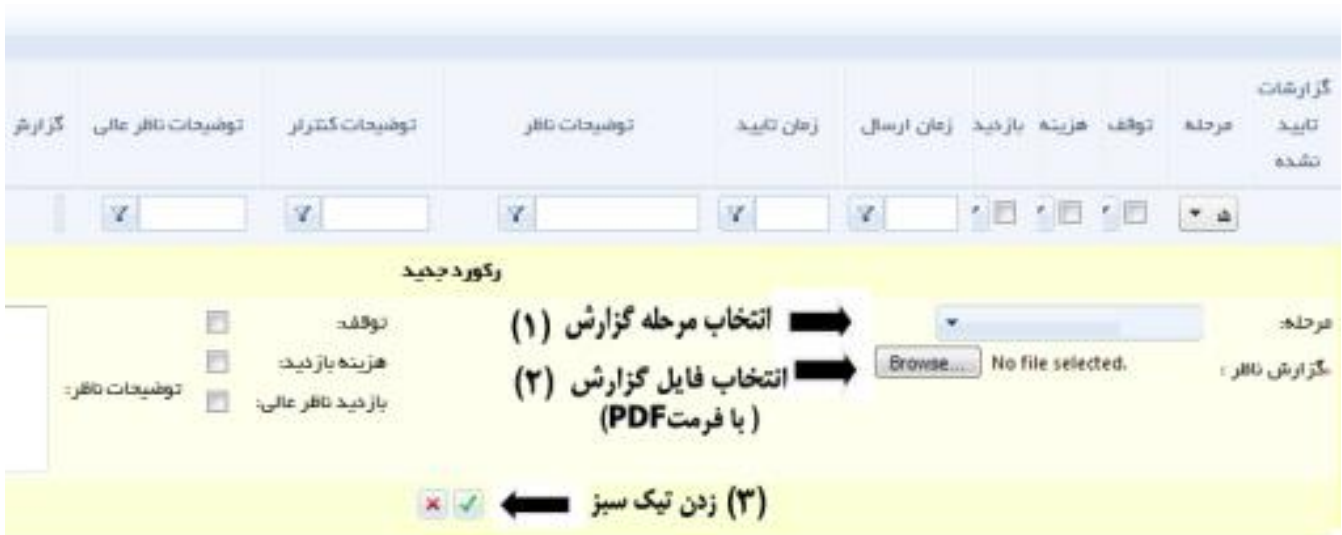 گزارشات
تایید
نشده
مرحله
توقف
هزینه
بازدید
زمان ارسال
زمان تایید
توضیحات ناظر
توضیحات کنترلر
توضیحات ناظر عالی
گزارش
رکورد جدید
مرحله:
(۱) انتخاب مرحله گزارش
توقف:
گزارش ناظر :
Browse... No file selected.
(۲) انتخاب فایل گزارش
( با فرمت PDF)
هزینه بازدید:
بازدید ناظر عالی:
توضیحات ناظر:
(۳) زدن تیک سبز